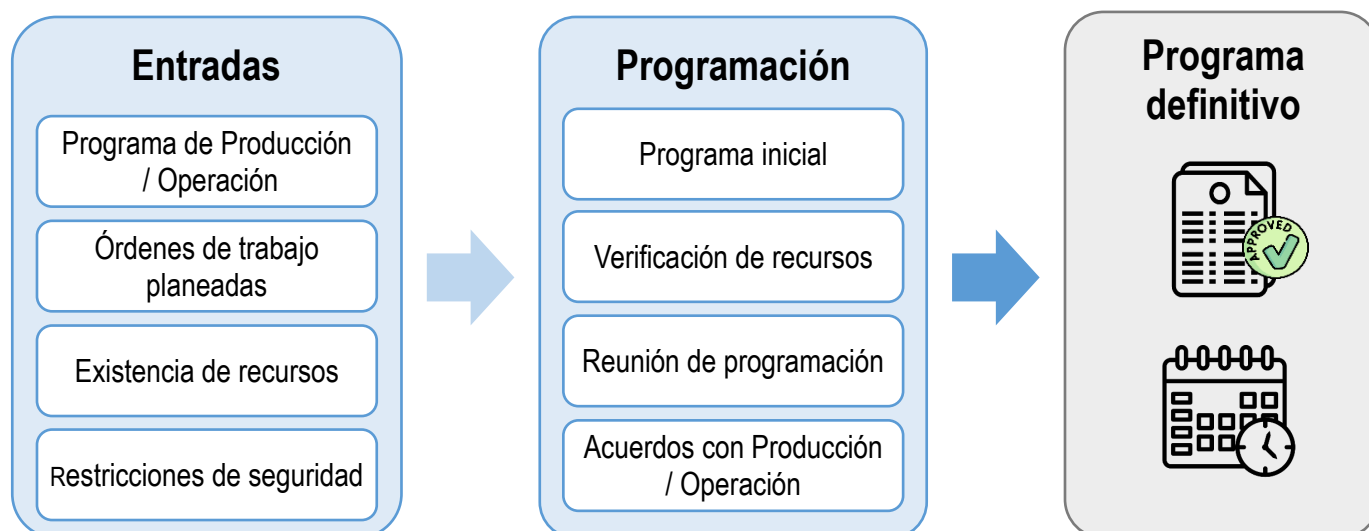 Entradas
Programa de Producción
/ Operación
Órdenes de trabajo
planeadas
Existencia de recursos
Restricciones de seguridad
Programación
Programa inicial
Verificación de recursos
Reunión de programación
Acuerdos con Producción
/ Operación
Programa
definitivo
APPROVED